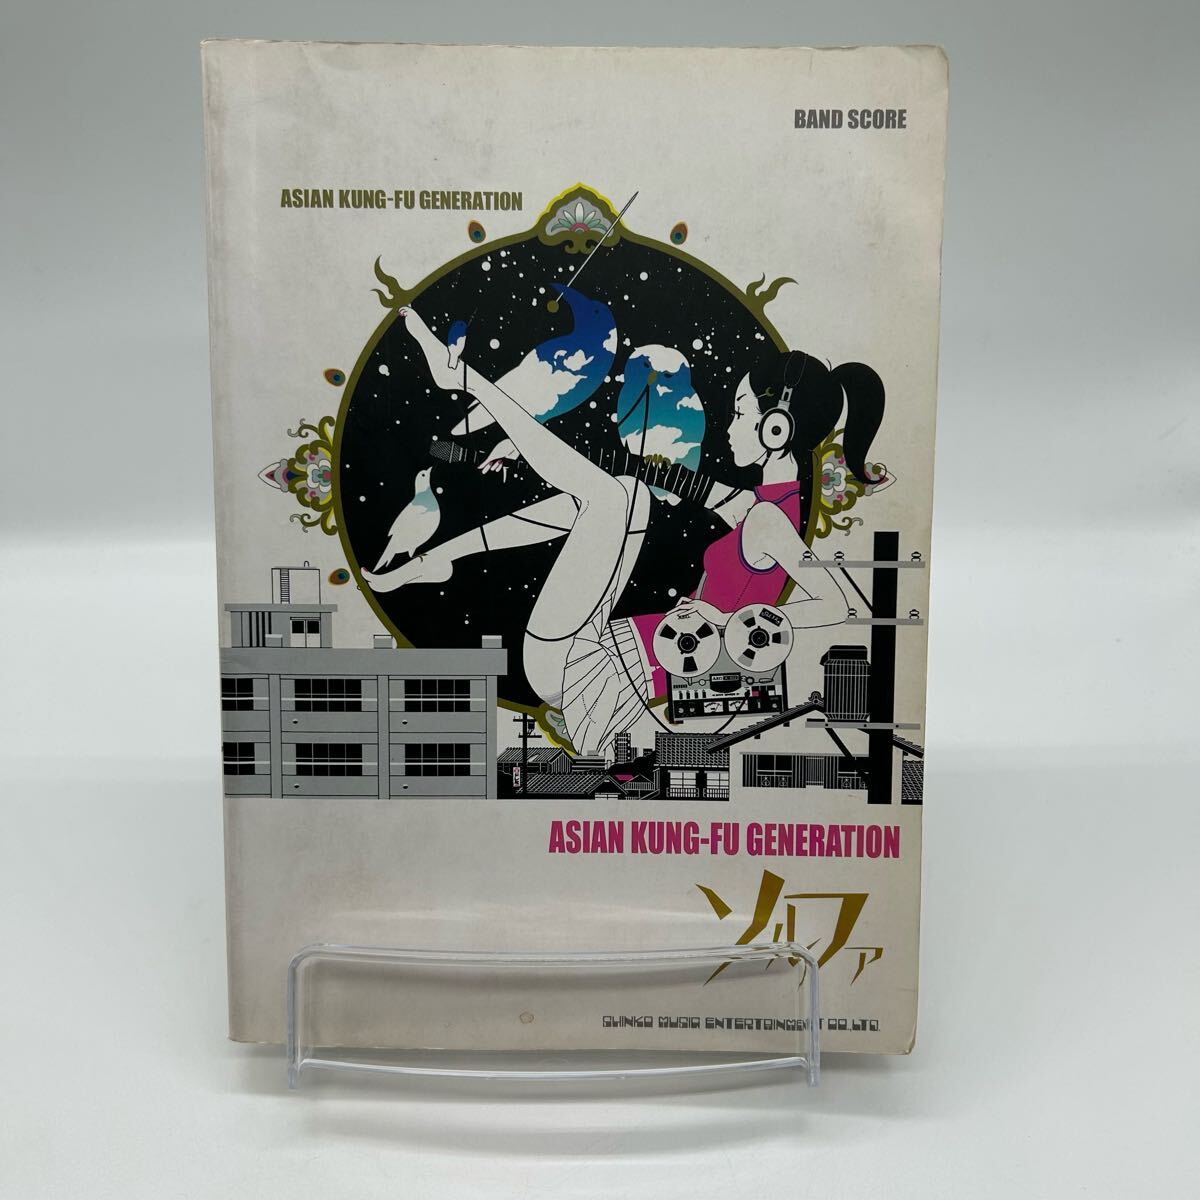 BAND SCORE
ASIAN KUNG-FU GENERATION
ASIAN KUNG-FU GENERATION
ソルファ
SHINKO MUSIC ENTERTAINMENT CO.,LTD.